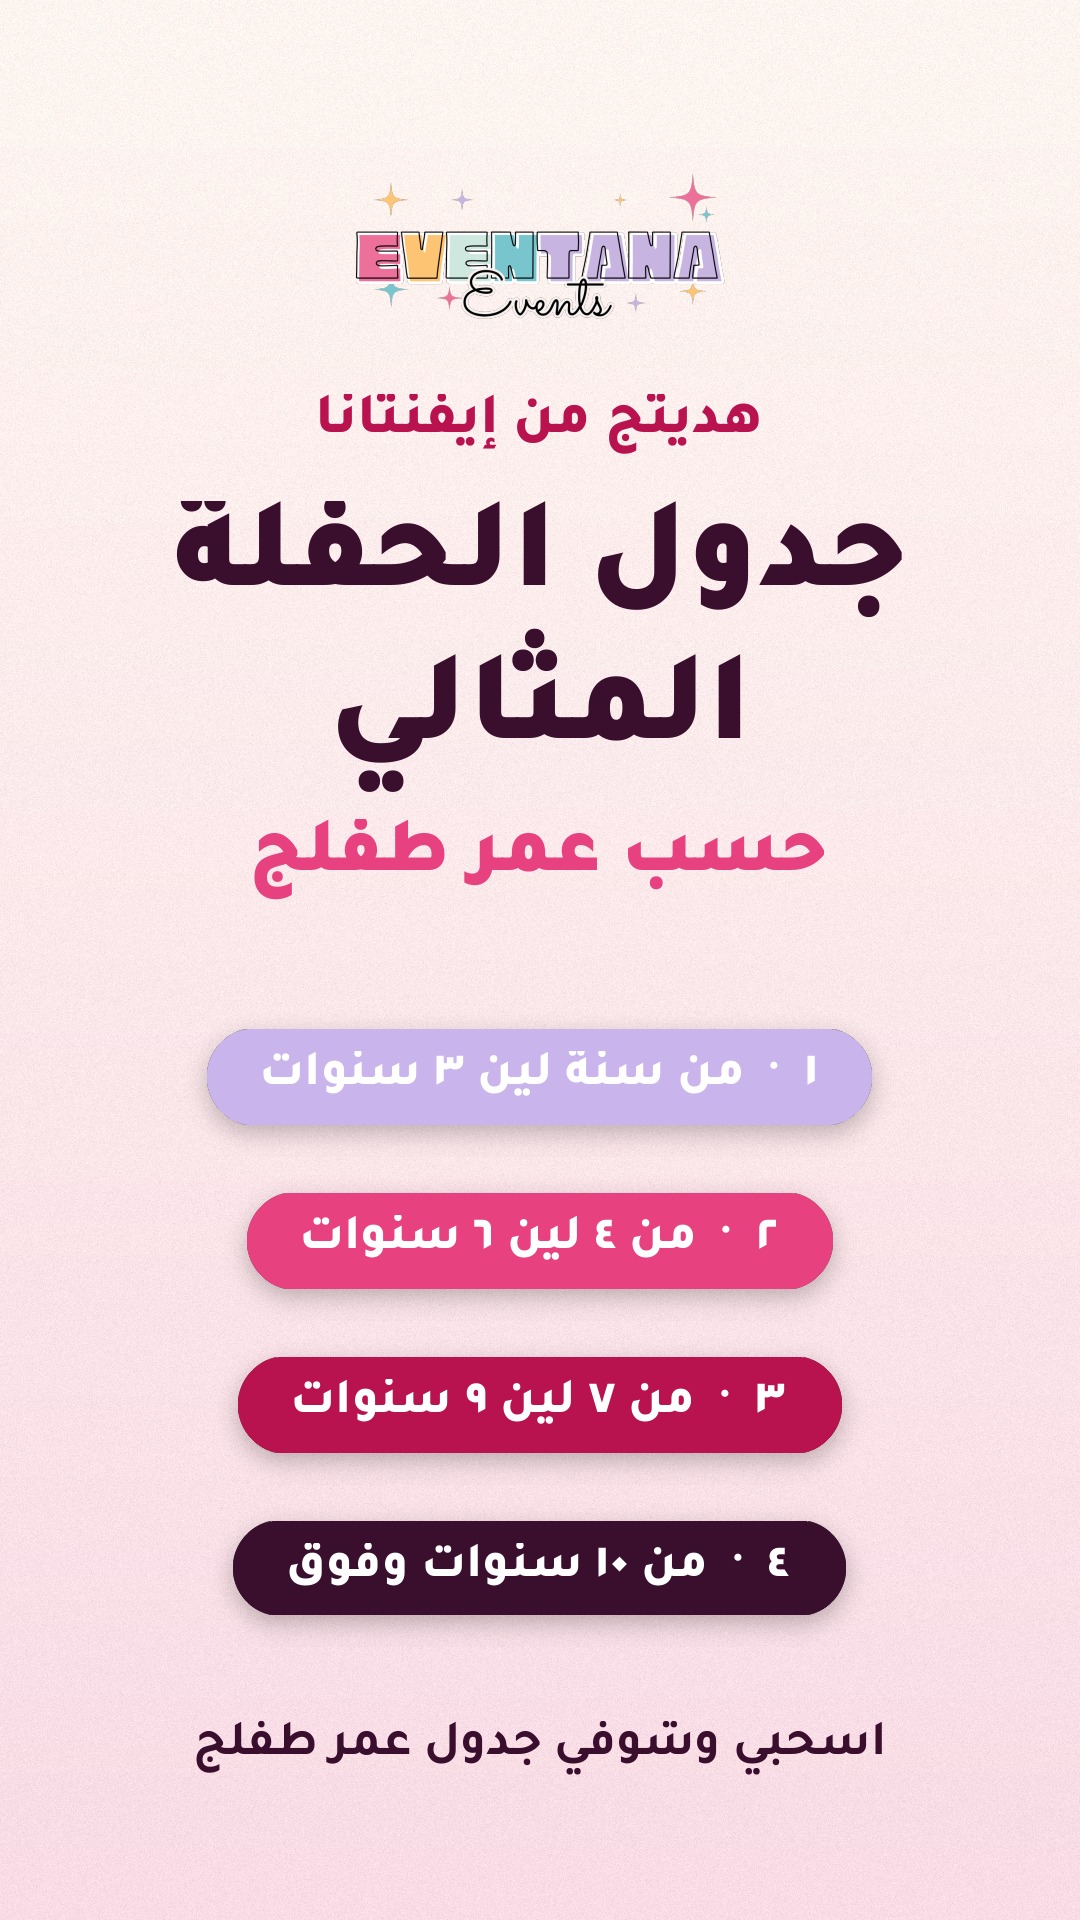 EVENTANA
Events
هديتج من إيفنتانا
جدول الحفلة
المثالي
حسب عمر طفلج
١ · من سنة لين ٣ سنوات
٢ · من ٤ لين ٦ سنوات
٣ · من ٧ لين ٩ سنوات
٤ · من ١٠ سنوات وفوق
اسحبي وشوفي جدول عمر طفلج